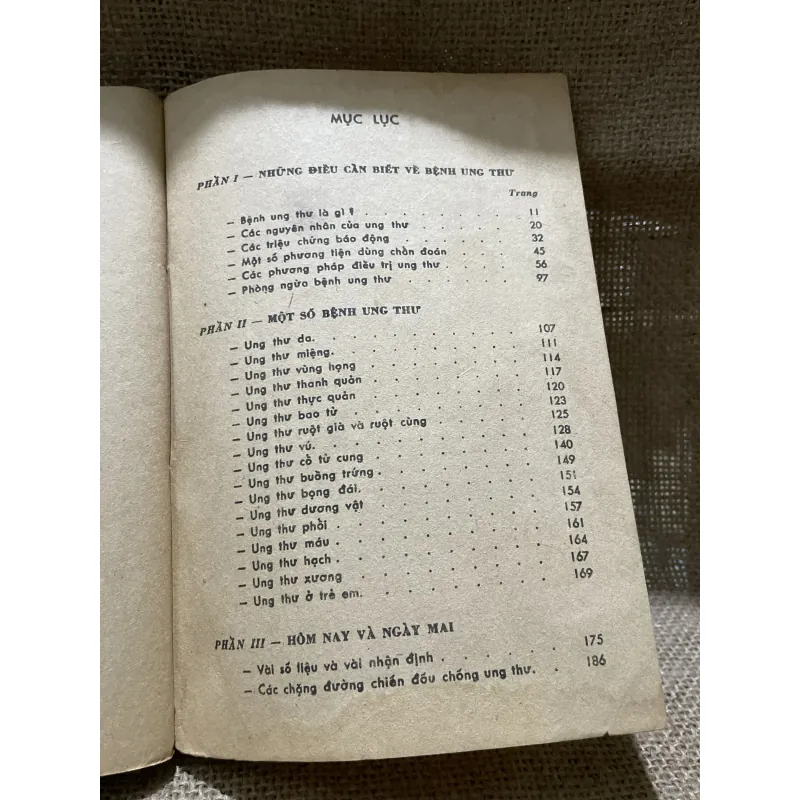 MỤC LỤC
PHẦN I — NHỮNG ĐIỀU CẦN BIẾT VỀ BỆNH UNG THƯ
Trang
— Bệnh ung thư là gì ? . . . . . . . . 11
— Các nguyên nhân của ung thư . . . . . . 20
— Các triệu chứng báo động . . . . . . . 32
— Một số phương tiện dùng chẩn đoán . . . . 45
— Các phương pháp điều trị ung thư . . . . . 56
— Phòng ngừa bệnh ung thư . . . . . . . 97
PHẦN II — MỘT SỐ BỆNH UNG THƯ
— Ung thư da. . . . . . . . . . 107
— Ung thư miệng. . . . . . . . . 111
— Ung thư vùng họng . . . . . . . . 114
— Ung thư thanh quản . . . . . . . . 117
— Ung thư thực quản . . . . . . . . 120
— Ung thư bao tử . . . . . . . . . 123
— Ung thư ruột già và ruột cùng . . . . . . 125
— Ung thư vú. . . . . . . . . . 128
— Ung thư cổ tử cung . . . . . . . . 140
— Ung thư buồng trứng . . . . . . . . 149
— Ung thư bọng đái. . . . . . . . . 151
— Ung thư dương vật . . . . . . . . 154
— Ung thư phổi . . . . . . . . . 157
— Ung thư máu . . . . . . . . . 161
— Ung thư hạch . . . . . . . . . 164
— Ung thư xương . . . . . . . . . 167
— Ung thư ở trẻ em. . . . . . . . . 169
PHẦN III — HÔM NAY VÀ NGÀY MAI
— Vài số liệu và vài nhận định . . . . . . 175
— Các chặng đường chiến đấu chống ung thư. . 186